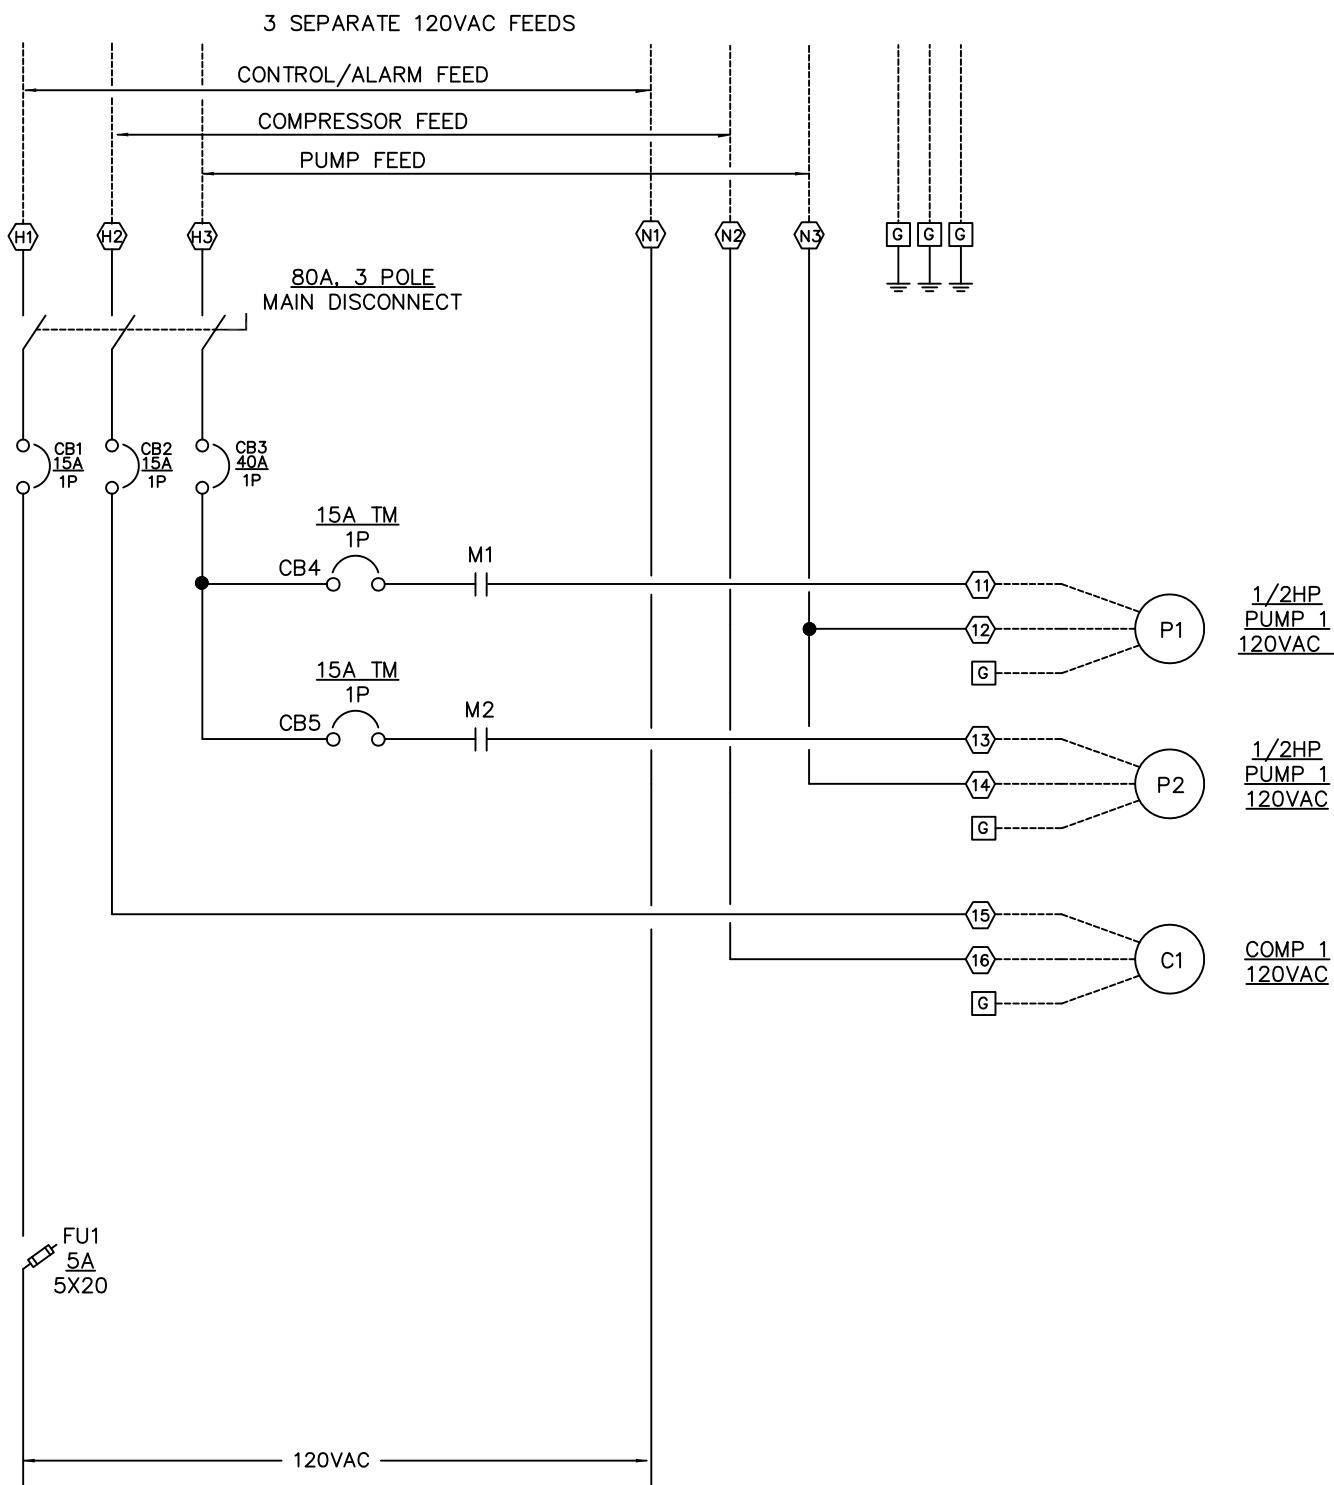 3 SEPARATE 120VAC FEEDS
CONTROL/ALARM FEED
COMPRESSOR FEED
PUMP FEED
H1
H2
H3
N1
N2
N3
G
G
G
80A, 3 POLE
MAIN DISCONNECT
CB1
15A
1P
CB2
15A
1P
CB3
40A
1P
15A TM
1P
CB4
M1
11
12
G
P1
1/2HP
PUMP 1
120VAC
15A TM
1P
CB5
M2
13
14
G
P2
1/2HP
PUMP 1
120VAC
15
16
G
C1
COMP 1
120VAC
FU1
5A
5X20
120VAC